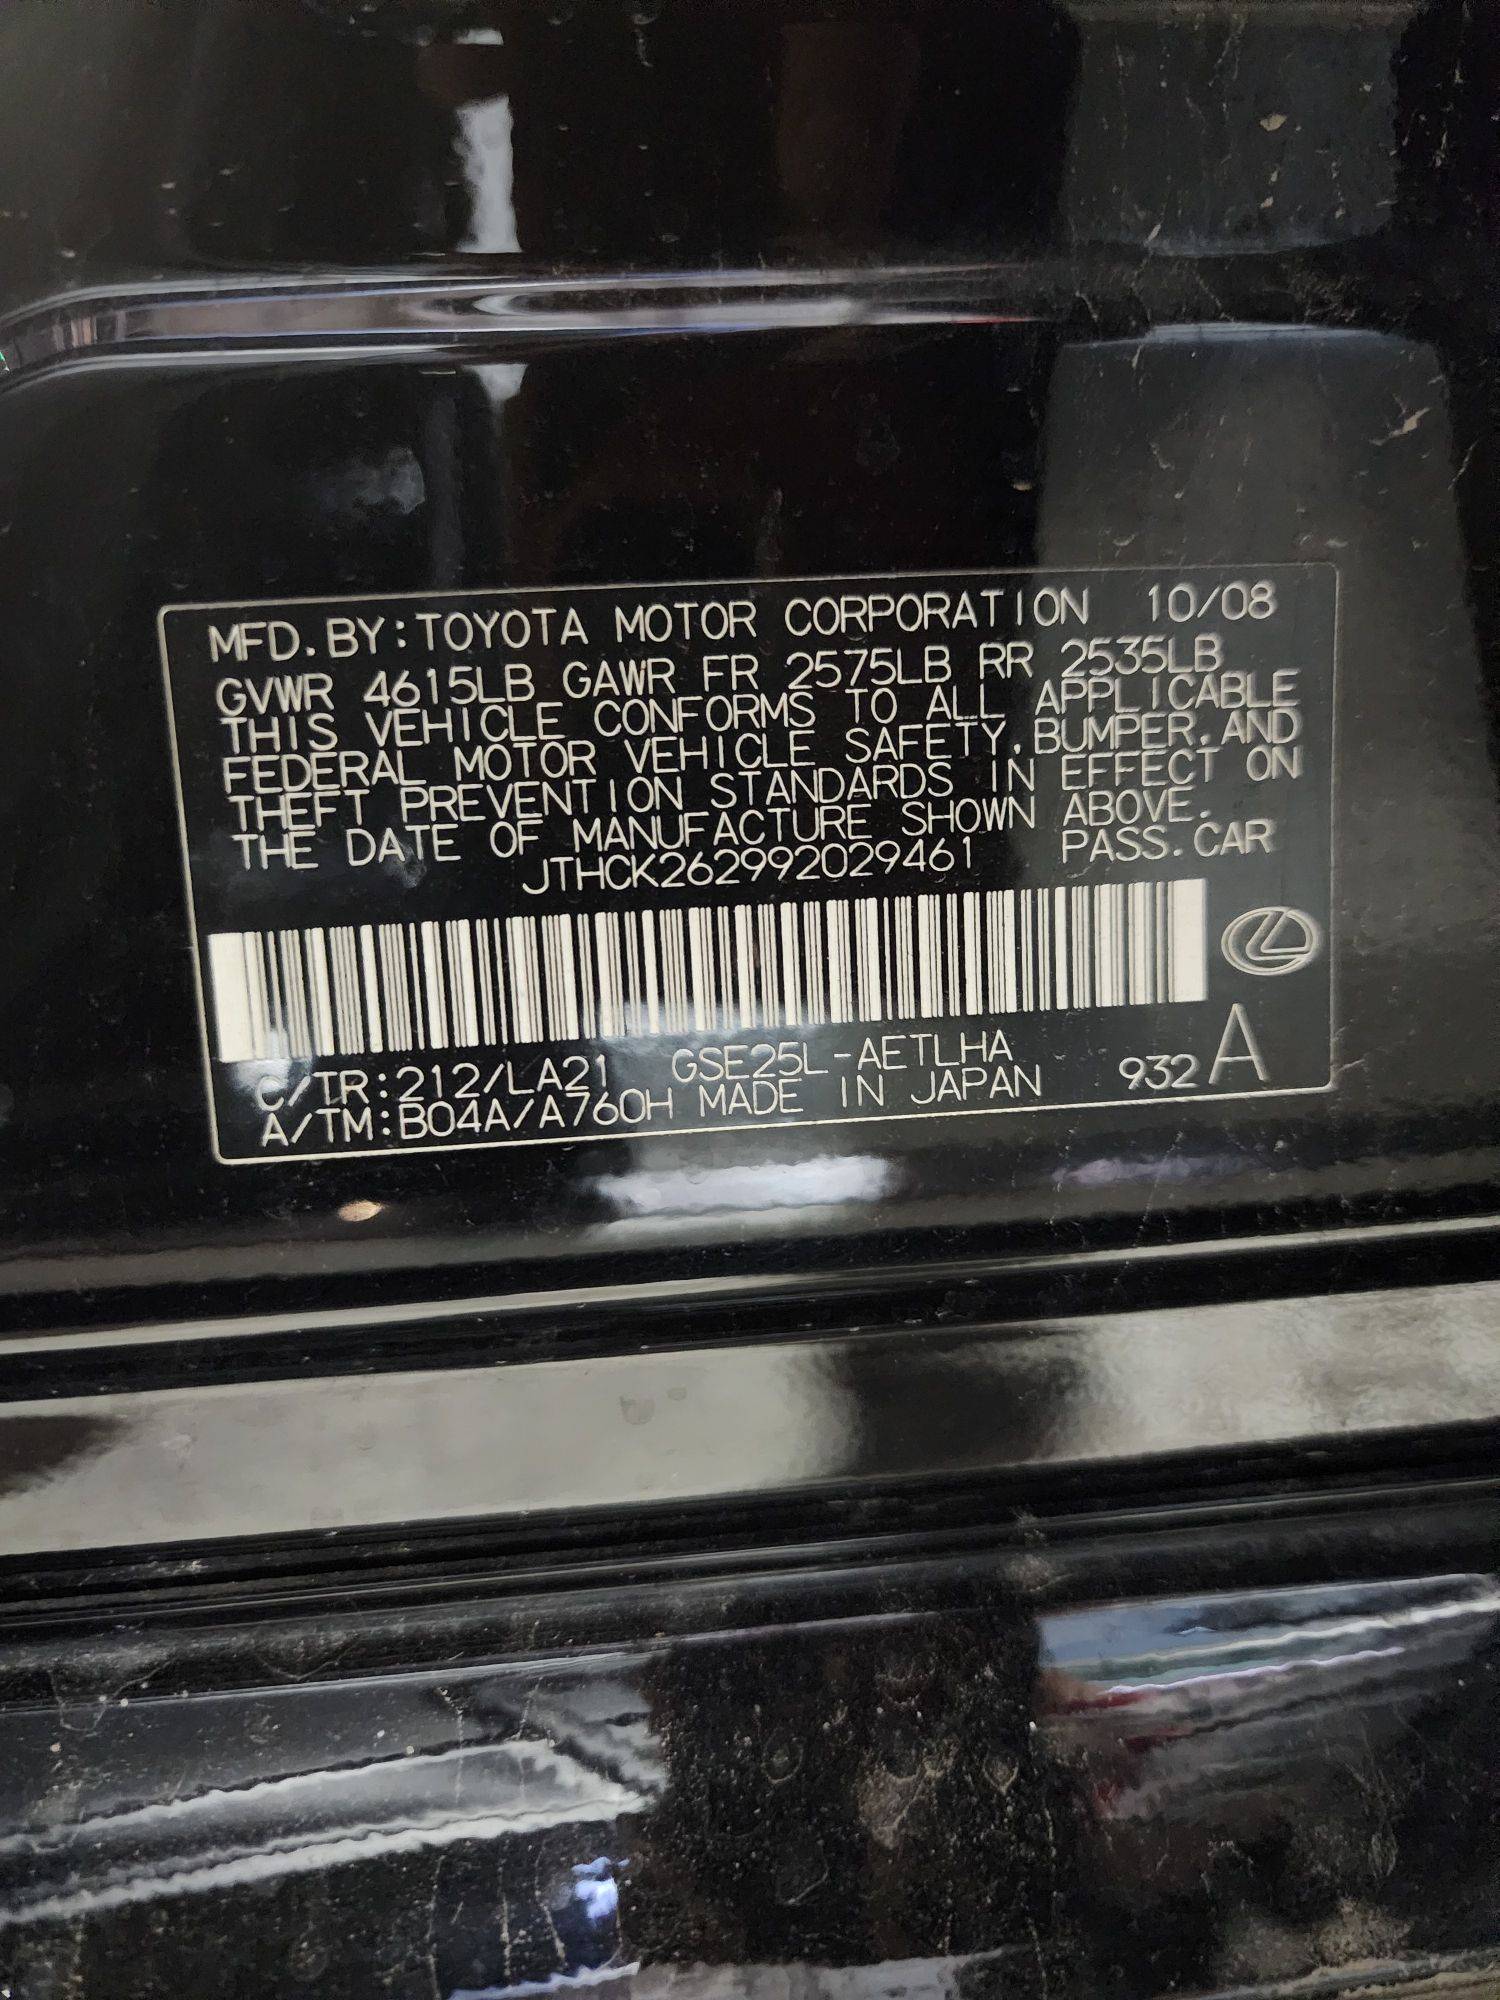 MFD. BY: TOYOTA MOTOR CORPORATION 10/08
GVWR 4615LB GAWR FR 2575LB RR 2535LB
THIS VEHICLE CONFORMS TO ALL APPLICABLE
FEDERAL MOTOR VEHICLE SAFETY, BUMPER, AND
THEFT PREVENTION STANDARDS IN EFFECT ON
THE DATE OF MANUFACTURE SHOWN ABOVE.
JTHCK262992029461 PASS. CAR
C/TR: 212/LA21 GSE25L-AETLHA
A/TM: B04A/A760H MADE IN JAPAN 932 A